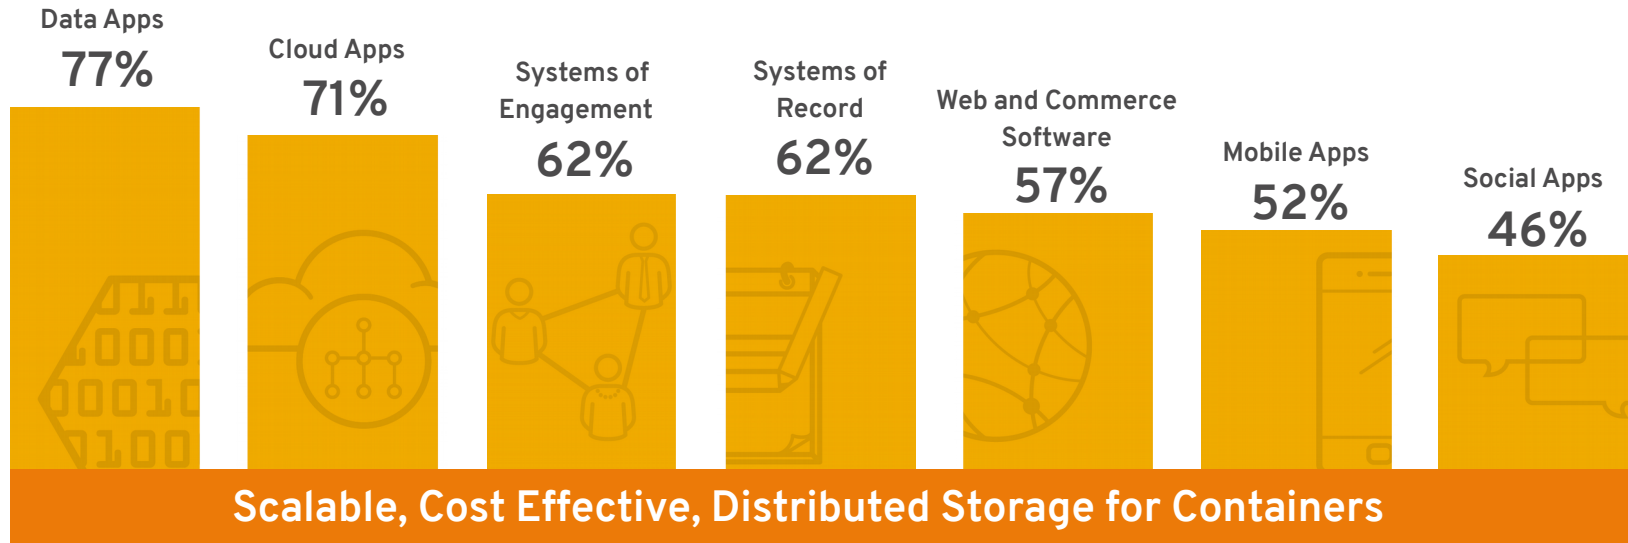 Data Apps
77%
Cloud Apps
71%
Systems of
Engagement
62%
Systems of
Record
62%
Web and Commerce
Software
57%
Mobile Apps
52%
Social Apps
46%
Scalable, Cost Effective, Distributed Storage for Containers